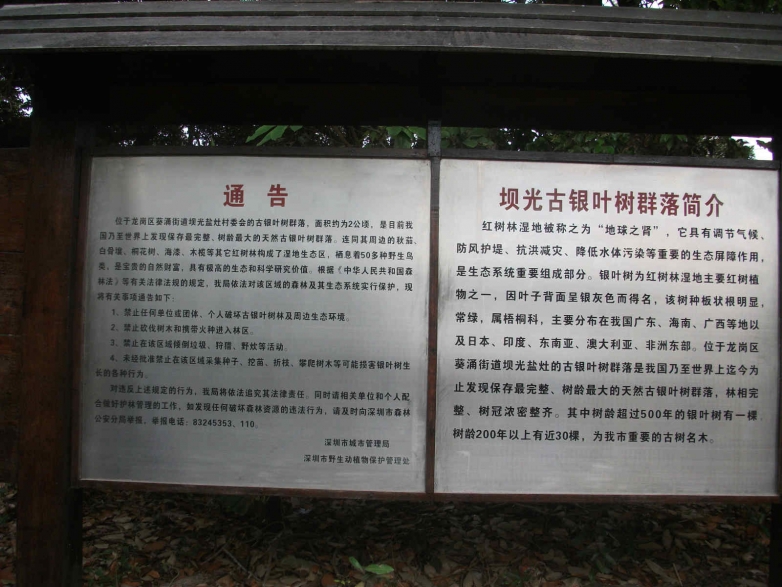 通告
位于龙岗区葵涌街道坝光盐灶村委会的古银叶树群落，面积约为2公顷，是目前我
国乃至世界上发现保存最完整、树龄最大的天然古银叶树群落。连同其周边的秋茄、
白骨壤、桐花树、海漆、木榄等其它红树林构成了湿地生态区，栖息着50多种野生鸟
类，是宝贵的自然财富，具有极高的生态和科学研究价值。根据《中华人民共和国森
林法》等有关法律法规的规定，我局依法对该区域的森林及其生态系统实行保护，现
将有关事项通告如下：
1、禁止任何单位或团体、个人破坏古银叶树林及周边生态环境。
2、禁止砍伐树木和携带火种进入林区。
3、禁止在该区域倾倒垃圾、狩猎、野炊等活动。
4、未经批准禁止在该区域采集种子、挖苗、折枝、攀爬树木等可能损害银叶树生
长的各种行为。
对违反上述规定的行为，我局将依法追究其法律责任。同时请相关单位和个人配
合做好护林管理的工作，如发现任何破坏森林资源的违法行为，请及时向深圳市森林
公安分局举报，举报电话：83245353、110。
深圳市城市管理局
深圳市野生动植物保护管理处
坝光古银叶树群落简介
红树林湿地被称之为“地球之肾”，它具有调节气候、
防风护堤、抗洪减灾、降低水体污染等重要的生态屏障作用，
是生态系统重要组成部分。银叶树为红树林湿地主要红树植
物之一，因叶子背面呈银灰色而得名，该树种板状根明显，
常绿，属梧桐科，主要分布在我国广东、海南、广西等地以
及日本、印度、东南亚、澳大利亚、非洲东部。位于龙岗区
葵涌街道坝光盐灶的古银叶树群落是我国乃至世界上迄今为
止发现保存最完整、树龄最大的天然古银叶树群落，林相完
整、树冠浓密整齐。其中树龄超过500年的银叶树有一棵，
树龄200年以上有近30棵，为我市重要的古树名木。